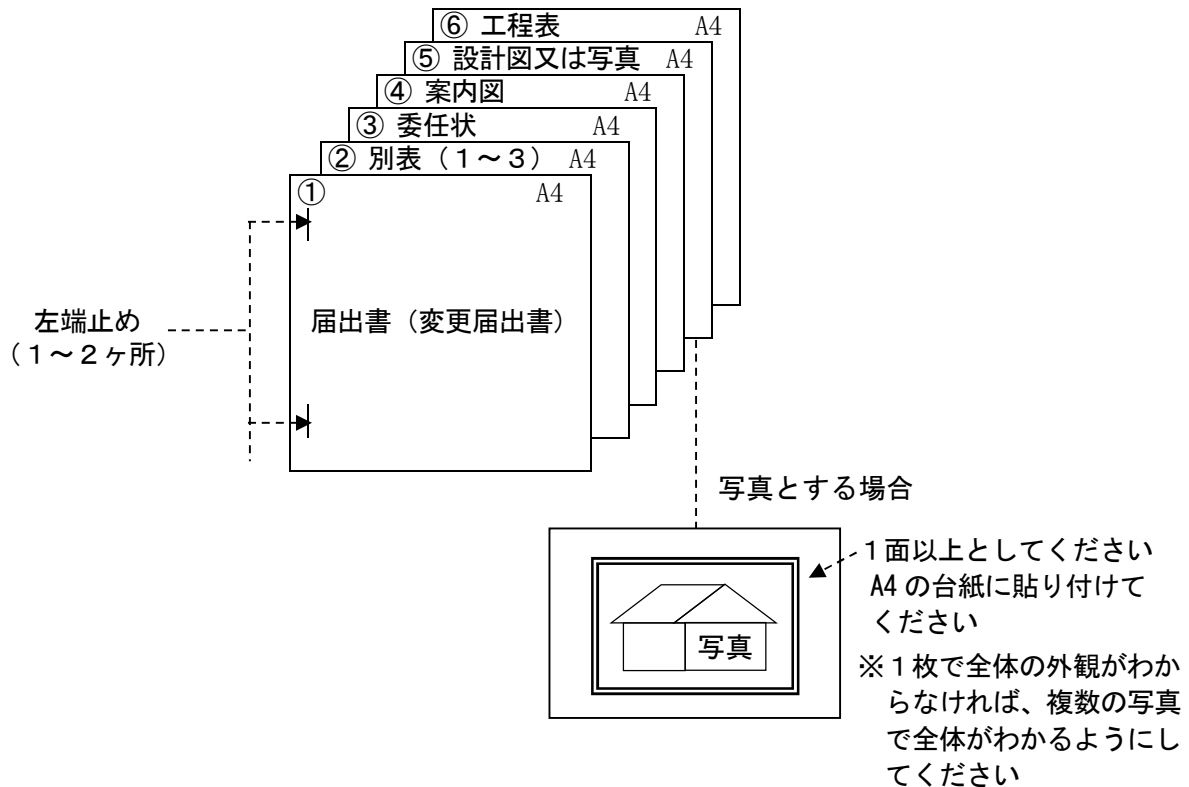 ⑥ 工程表 A4
⑤ 設計図又は写真 A4
④ 案内図 A4
③ 委任状 A4
② 別表（１～３） A4
① A4
届出書（変更届出書）
左端止め
（１～２ヶ所）
写真とする場合
１面以上としてください
A4 の台紙に貼り付けて
ください
写真
※１枚で全体の外観がわか
らなければ、複数の写真
で全体がわかるようにし
てください